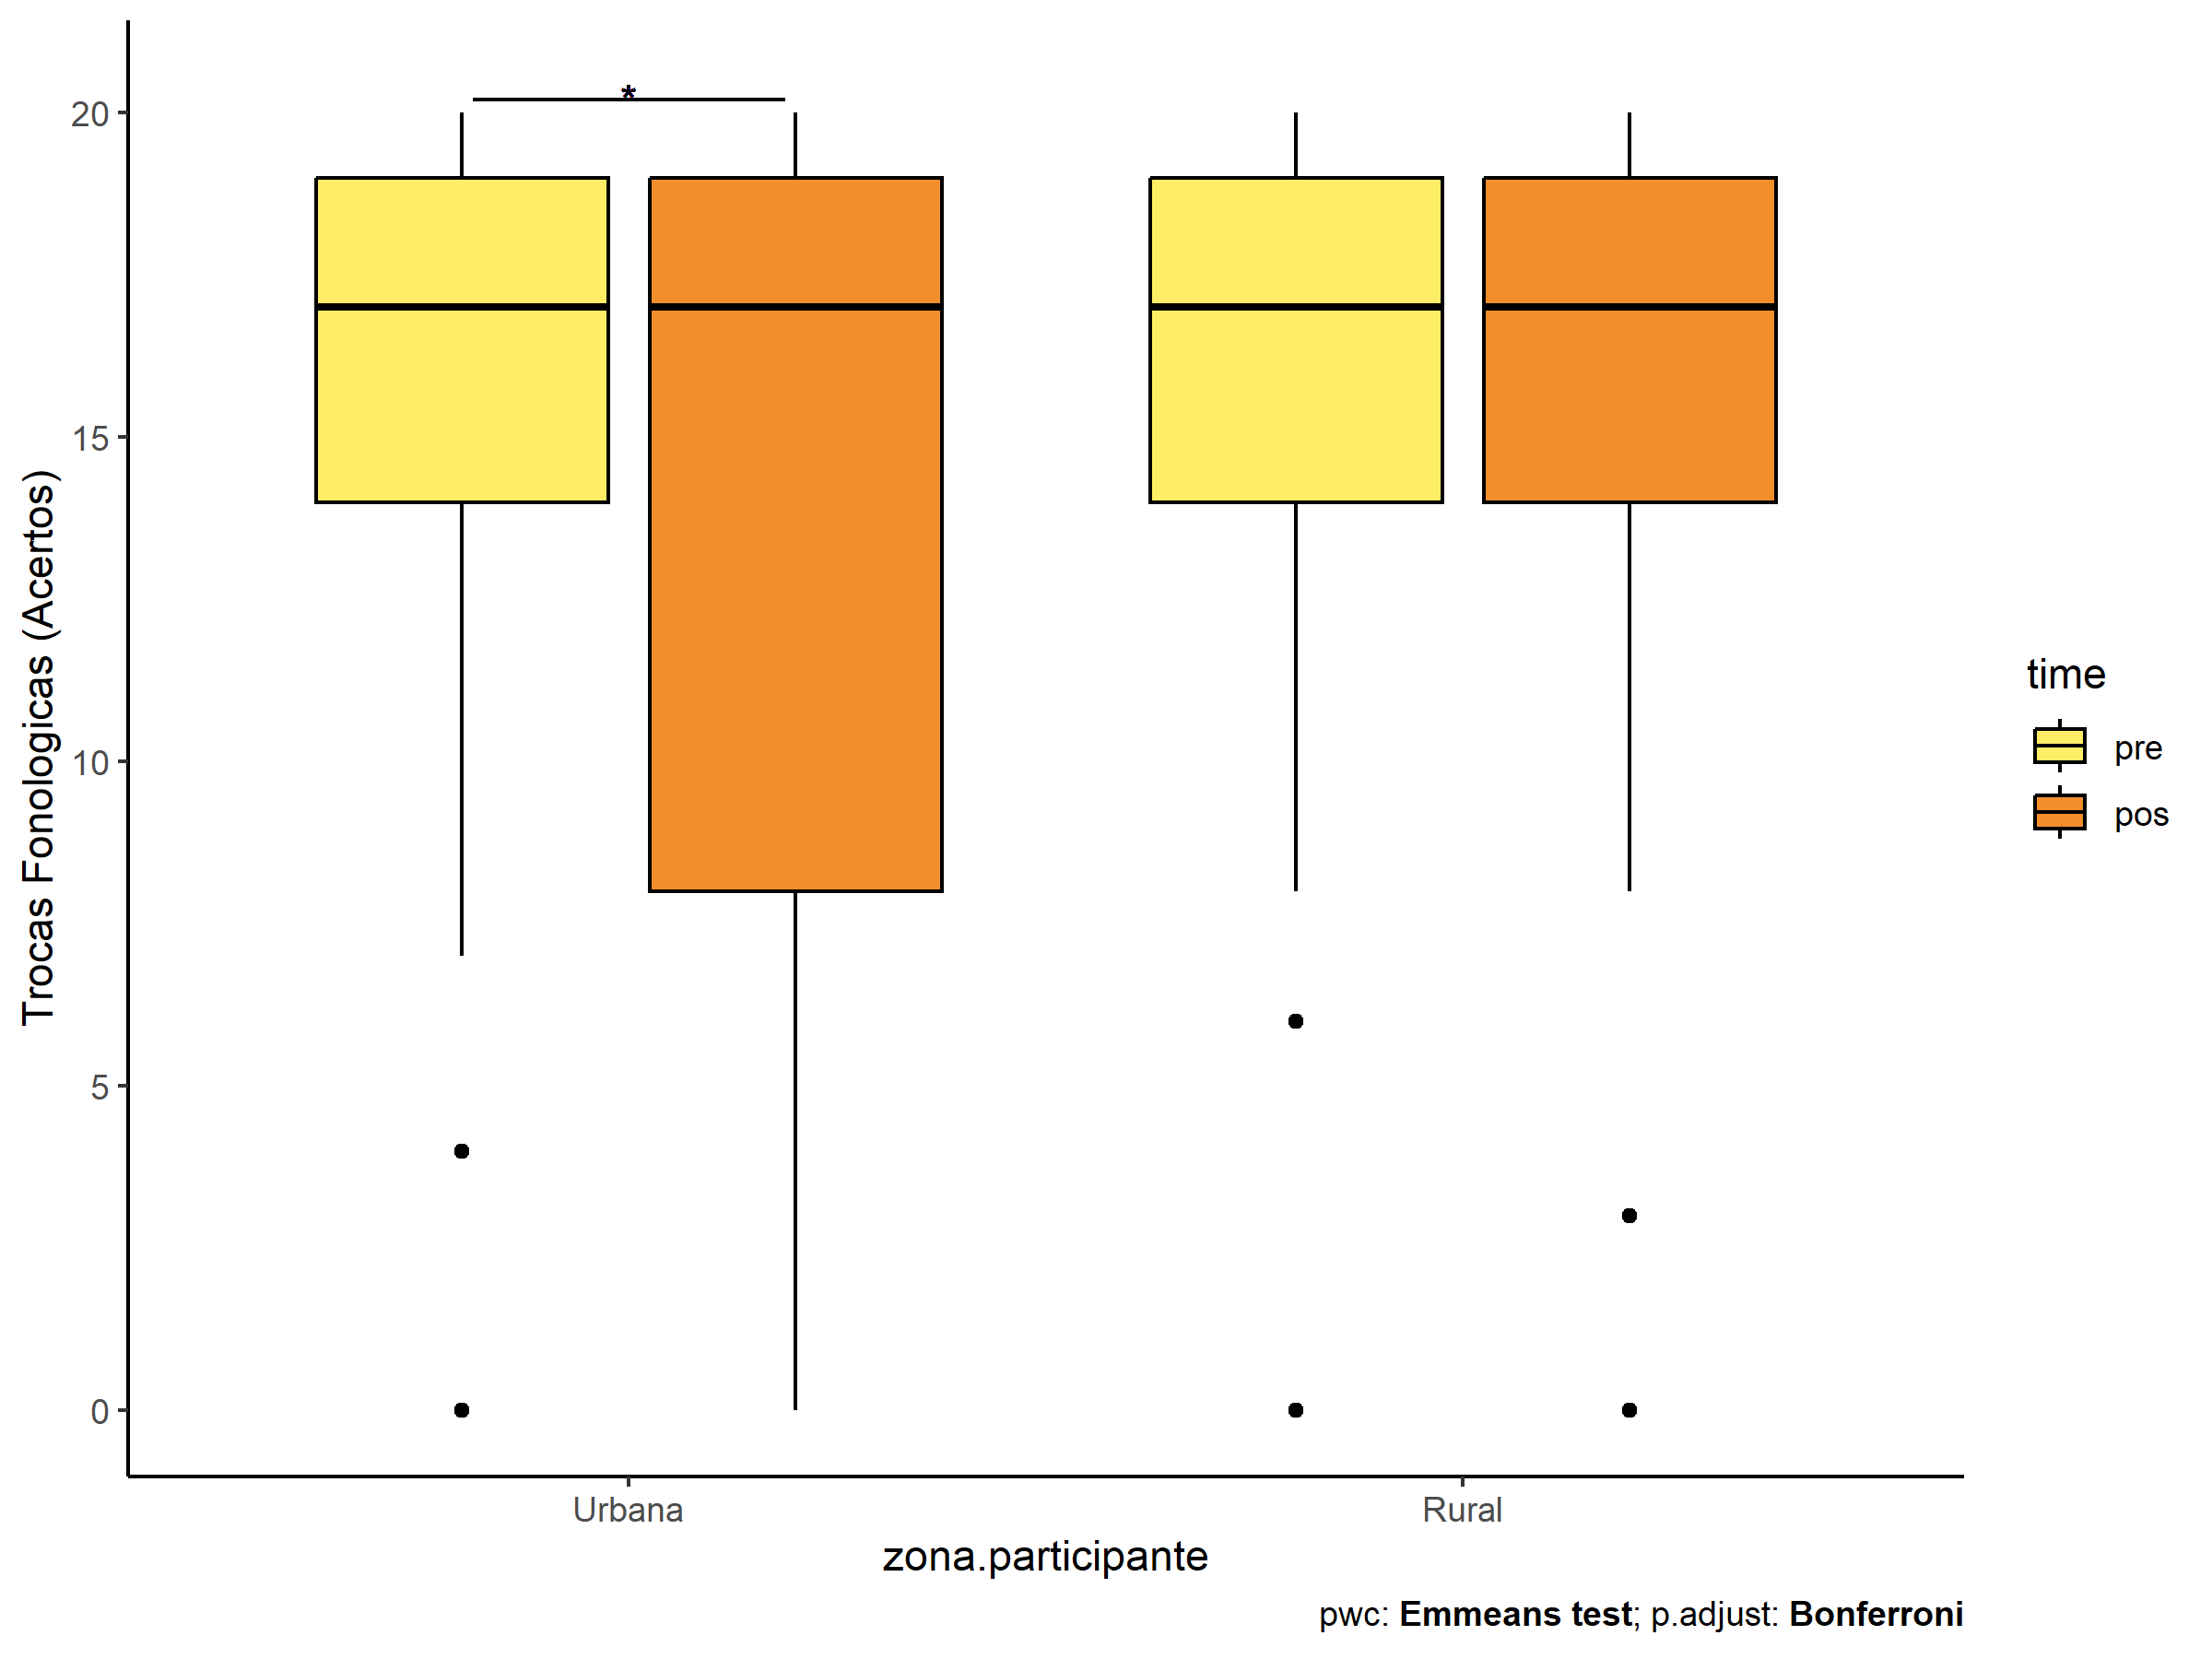 *
20
15
10
5
0
Trocas Fonologicas (Acertos)
Urbana
Rural
zona.participante
time
pre
pos
pwc: Emmeans test; p.adjust: Bonferroni